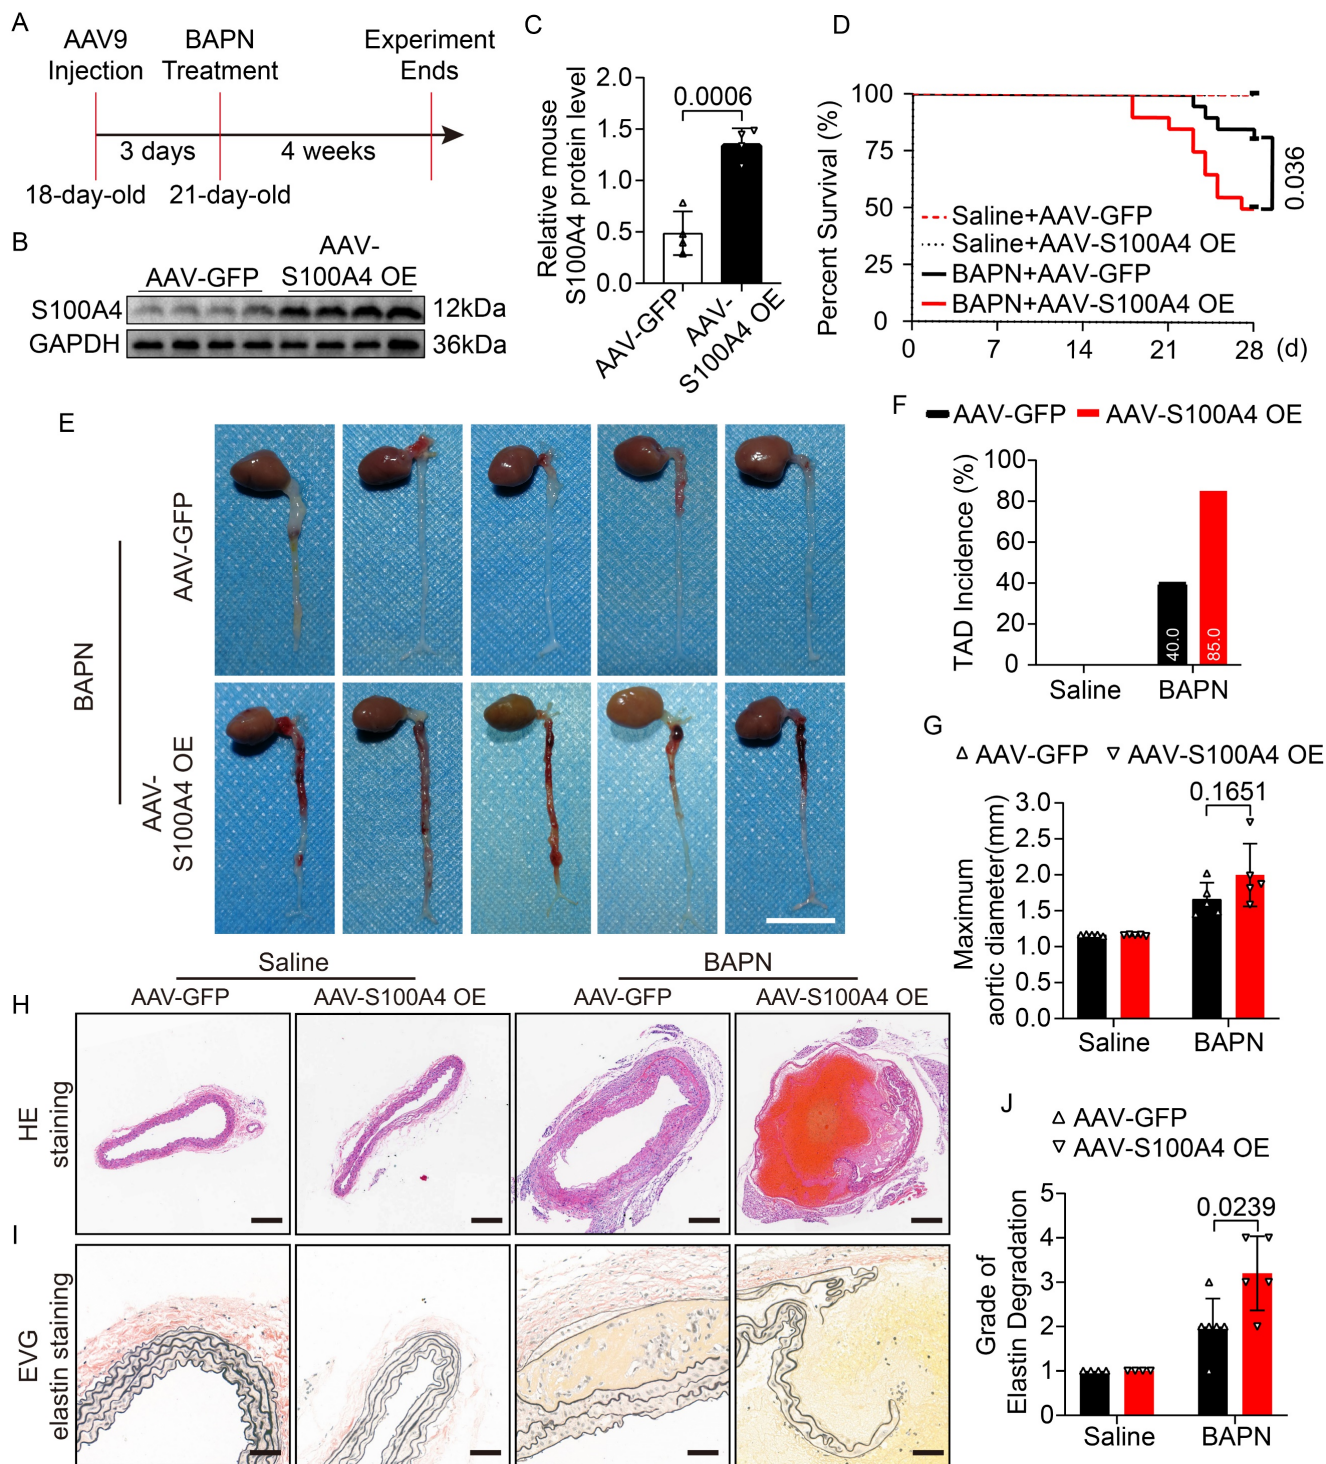 A
AAV9
Injection
BAPN
Treatment
Experiment
Ends
3 days
4 weeks
18-day-old
21-day-old
B
AAV-GFP
AAV-
S100A4 OE
S100A4
12kDa
GAPDH
36kDa
C
Relative mouse
S100A4 protein level
2.0
1.5
1.0
0.5
0.0
0.0006
AAV-GFP
AAV-
S100A4 OE
D
Percent Survival (%)
100
75
50
25
0
0 7 14 21 28 (d)
Saline+AAV-GFP
Saline+AAV-S100A4 OE
BAPN+AAV-GFP
BAPN+AAV-S100A4 OE
0.036
E
BAPN
AAV-GFP
AAV-
S100A4 OE
F
AAV-GFP AAV-S100A4 OE
TAD Incidence (%)
100
80
60
40
20
0
40.0
85.0
Saline BAPN
G
AAV-GFP AAV-S100A4 OE
Maximum
aortic diameter(mm)
3.0
2.5
2.0
1.5
1.0
0.5
0.0
0.1651
Saline BAPN
Saline
BAPN
H
AAV-GFP
AAV-S100A4 OE
AAV-GFP
AAV-S100A4 OE
HE
staining
I
EVG
elastin staining
J
AAV-GFP
AAV-S100A4 OE
Grade of
Elastin Degradation
5
4
3
2
1
0
0.0239
Saline BAPN